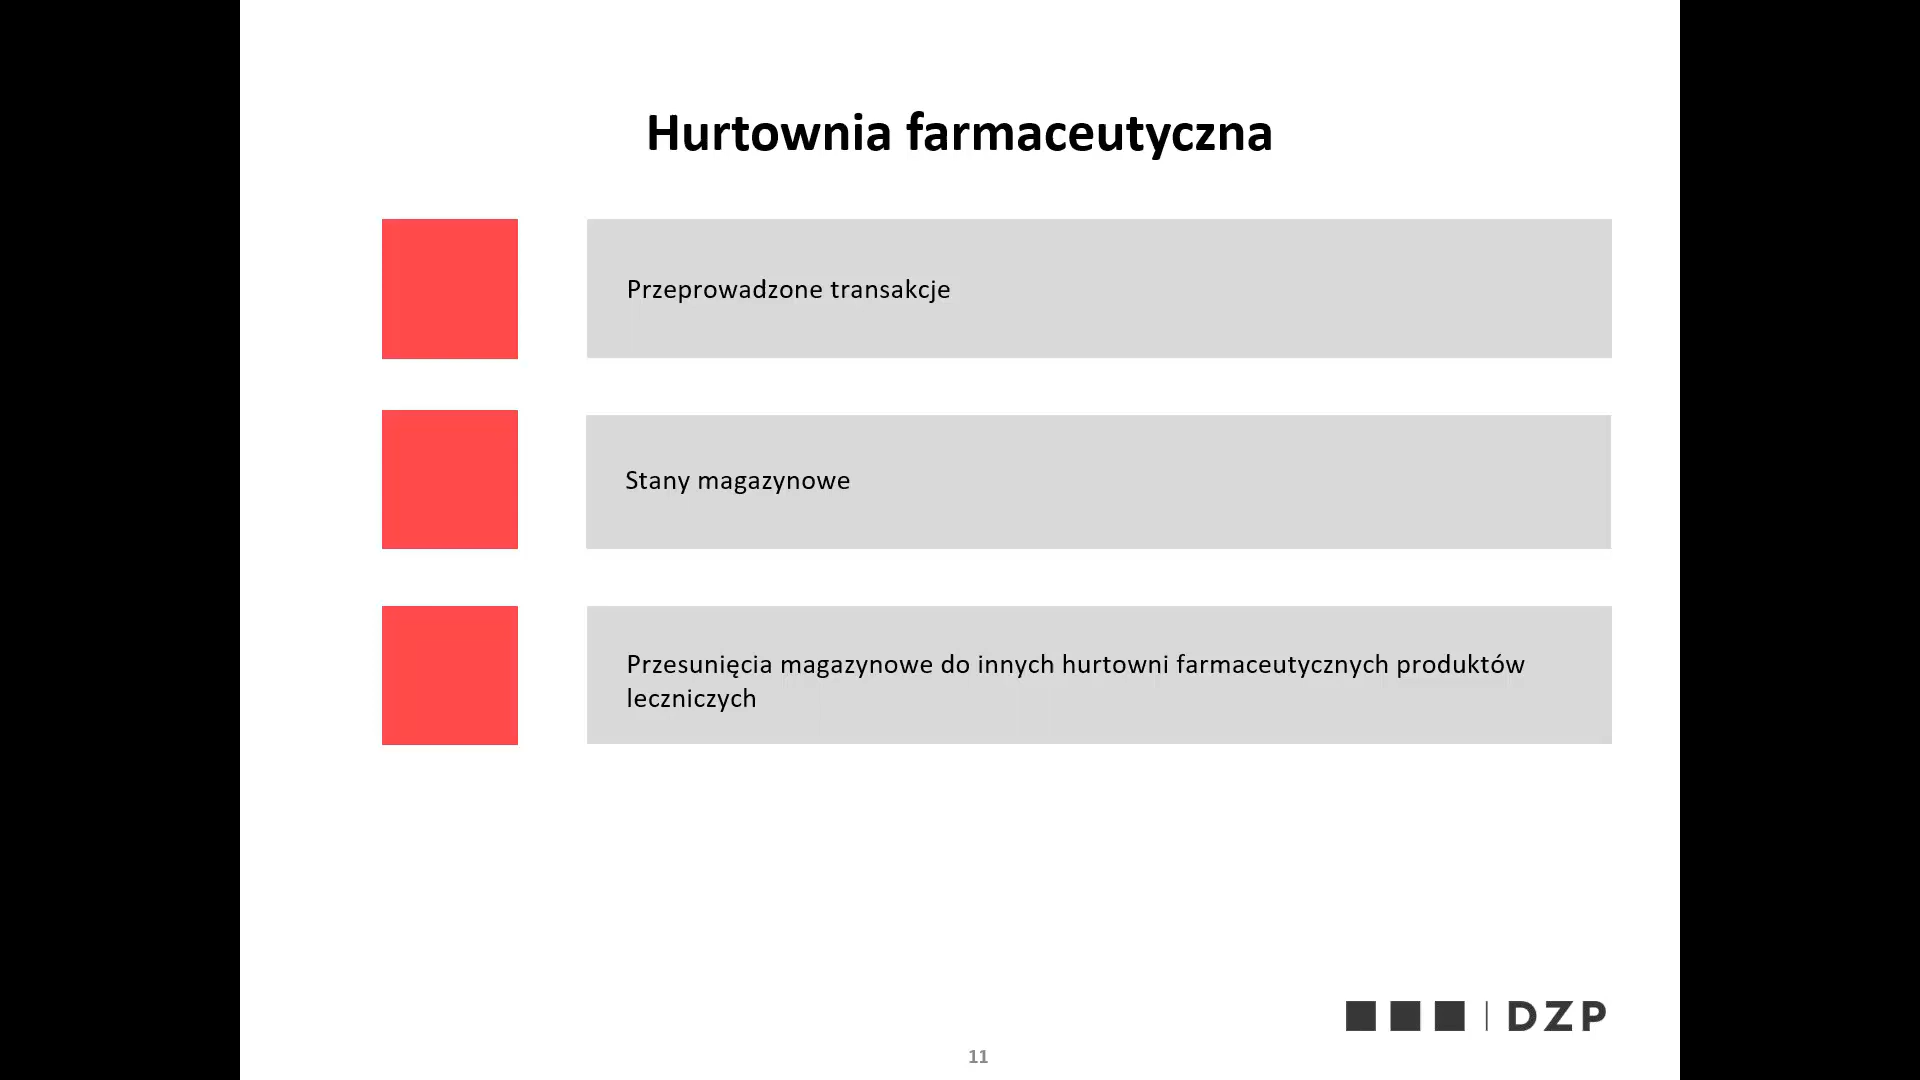 Hurtownia farmaceutyczna
Przeprowadzone transakcje
Stany magazynowe
Przesunięcia magazynowe do innych hurtowni farmaceutycznych produktów
leczniczych
DZP
11